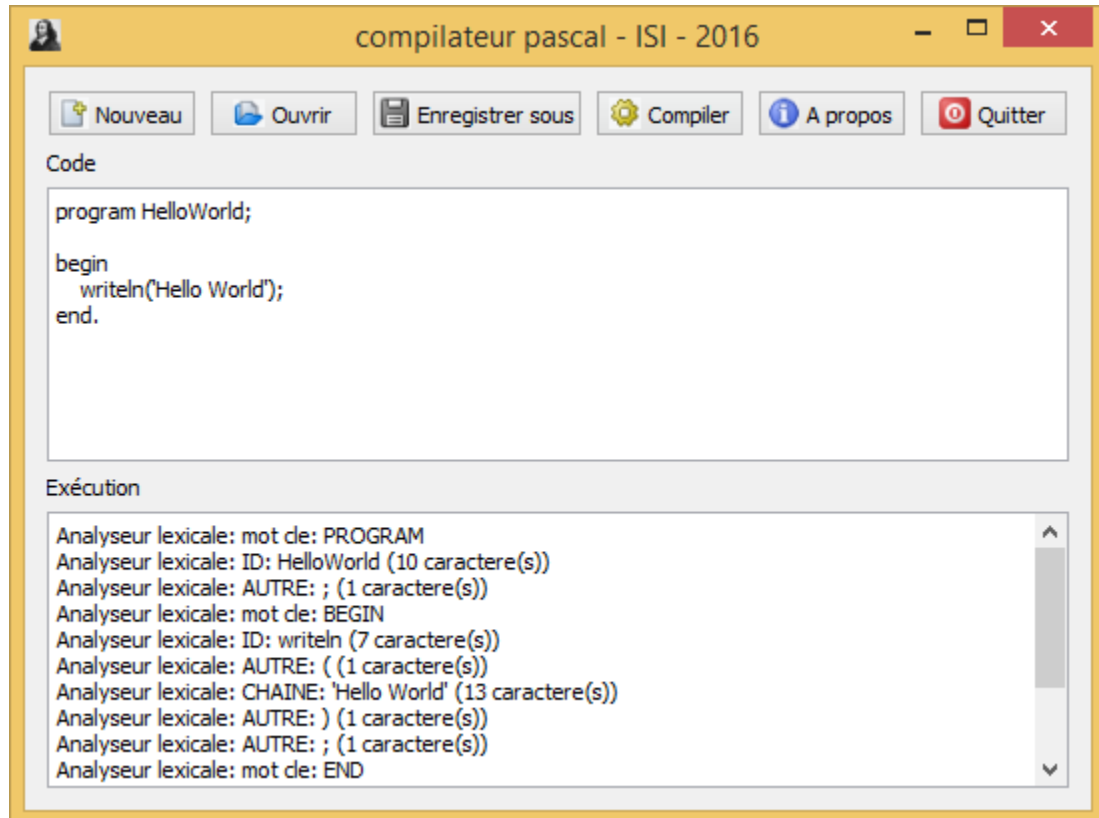 compilateur pascal - ISI - 2016
Nouveau Ouvrir Enregistrer sous Compiler A propos Quitter
Code
program HelloWorld;
begin
writeln('Hello World');
end.
Exécution
Analyseur lexicale: mot cle: PROGRAM
Analyseur lexicale: ID: HelloWorld (10 caractere(s))
Analyseur lexicale: AUTRE: ; (1 caractere(s))
Analyseur lexicale: mot cle: BEGIN
Analyseur lexicale: ID: writeln (7 caractere(s))
Analyseur lexicale: AUTRE: ( (1 caractere(s))
Analyseur lexicale: CHAINE: 'Hello World' (13 caractere(s))
Analyseur lexicale: AUTRE: ) (1 caractere(s))
Analyseur lexicale: AUTRE: ; (1 caractere(s))
Analyseur lexicale: mot cle: END